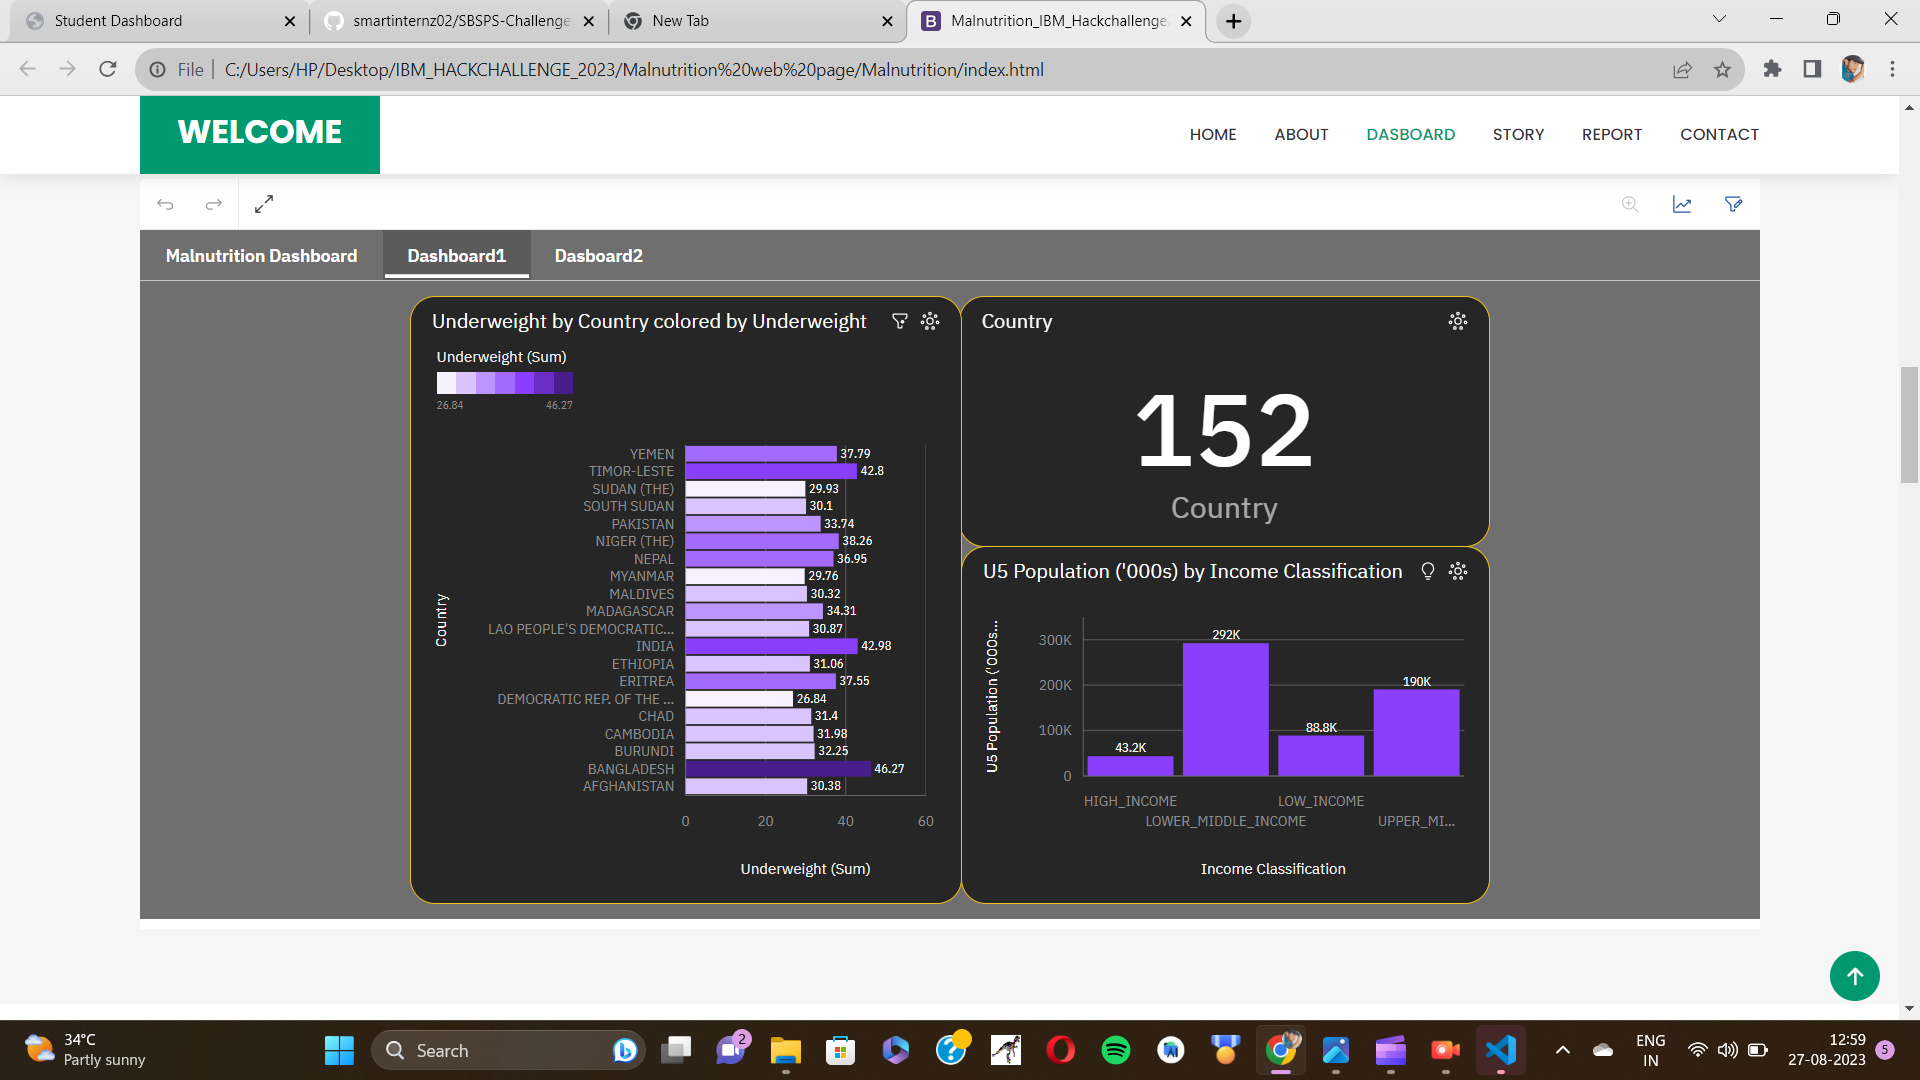 Student Dashboard
smartinternz02/SBSPS-Challenge
New Tab
Malnutrition_IBM_Hackchallenge
File
C:/Users/HP/Desktop/IBM_HACKCHALLENGE_2023/Malnutrition%20web%20page/Malnutrition/index.html
WELCOME
HOME ABOUT DASBOARD STORY REPORT CONTACT
Malnutrition Dashboard Dashboard1 Dasboard2
Underweight by Country colored by Underweight
Underweight (Sum)
26.84 46.27
Country
YEMEN 37.79
TIMOR-LESTE 42.8
SUDAN (THE) 29.93
SOUTH SUDAN 30.1
PAKISTAN 33.74
NIGER (THE) 38.26
NEPAL 36.95
MYANMAR 29.76
MALDIVES 30.32
MADAGASCAR 34.31
LAO PEOPLE'S DEMOCRATIC... 30.87
INDIA 42.98
ETHIOPIA 31.06
ERITREA 37.55
DEMOCRATIC REP. OF THE ... 26.84
CHAD 31.4
CAMBODIA 31.98
BURUNDI 32.25
BANGLADESH 46.27
AFGHANISTAN 30.38
0 20 40 60
Underweight (Sum)
Country
152
Country
U5 Population ('000s) by Income Classification
U5 Population ('000s...
300K
200K
100K
0
43.2K
292K
88.8K
190K
HIGH_INCOME LOW_INCOME
LOWER_MIDDLE_INCOME UPPER_MI...
Income Classification
34°C
Partly sunny
Search
2
ENG
IN
12:59
27-08-2023
5